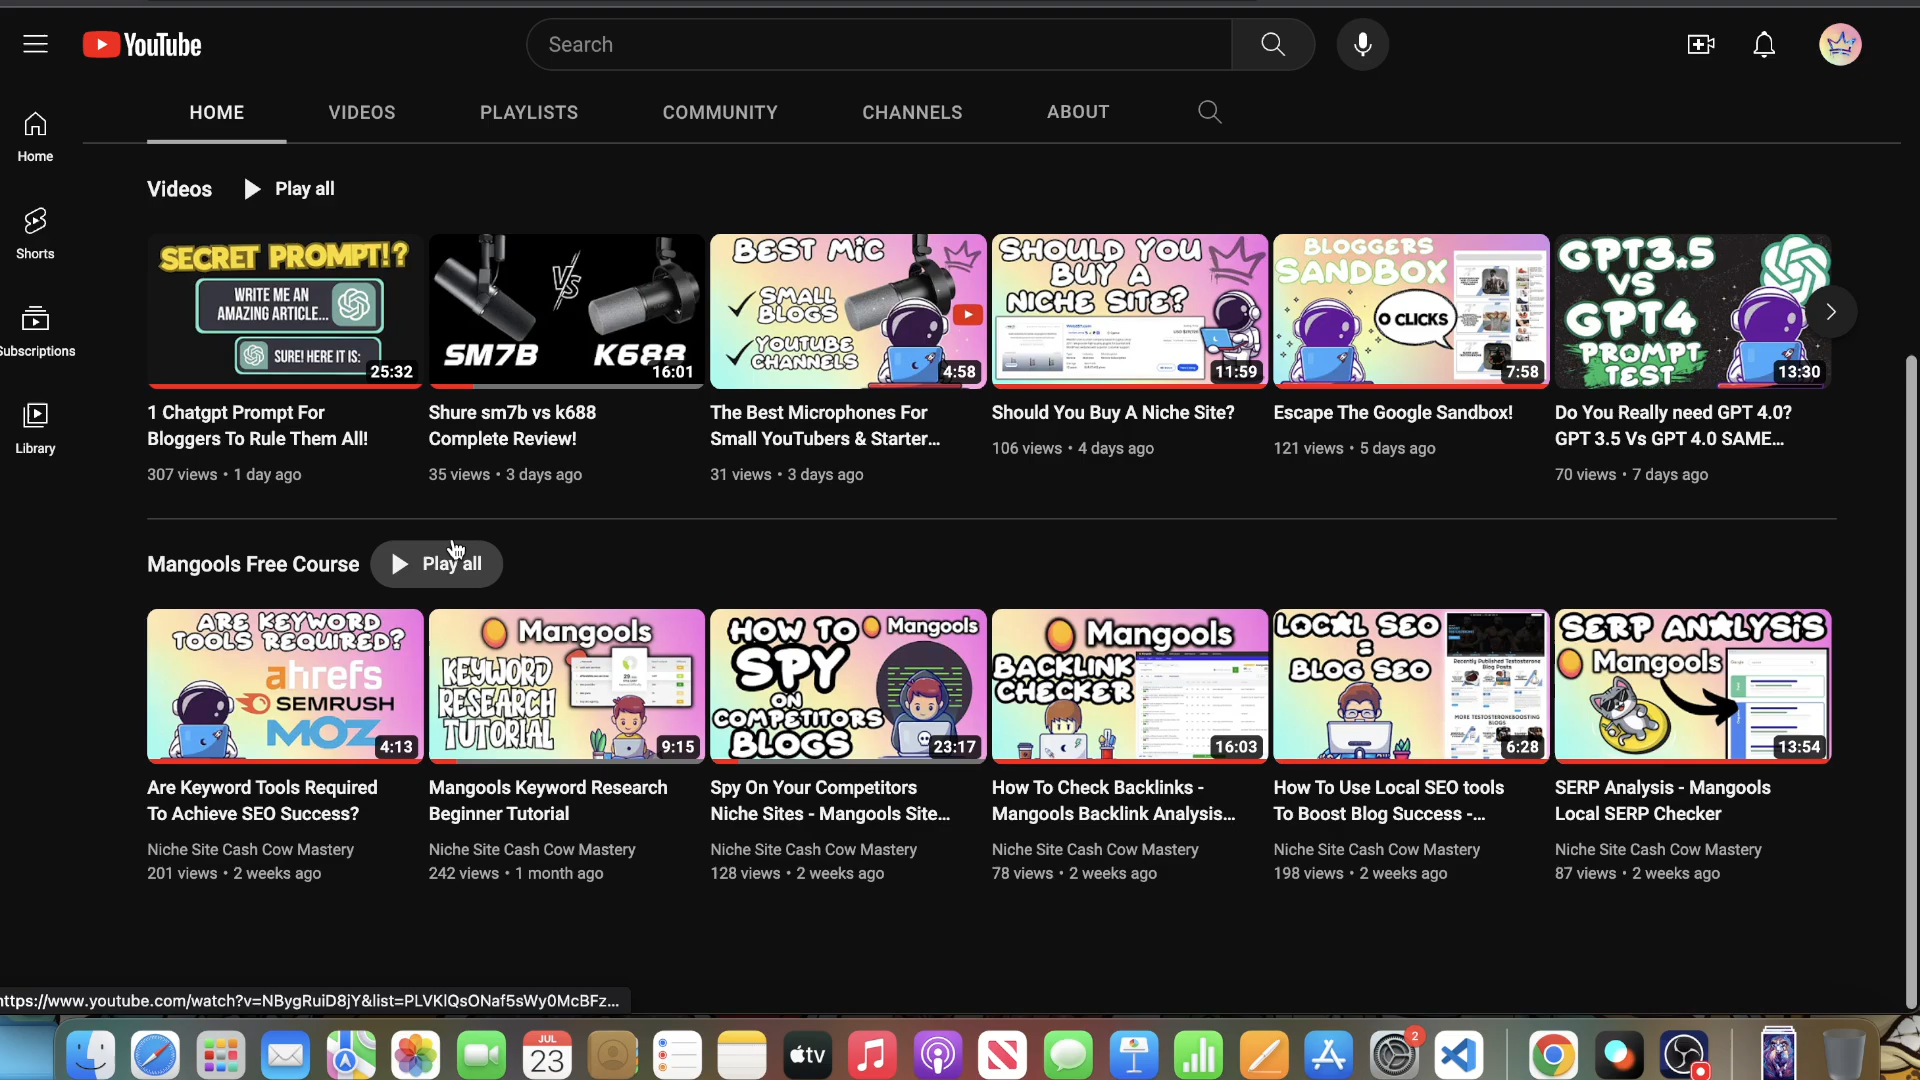 YouTube
Search
HOME VIDEOS PLAYLISTS COMMUNITY CHANNELS ABOUT
Home
Shorts
Subscriptions
Library
Videos Play all
SECRET PROMPT!?
WRITE ME AN
AMAZING ARTICLE...
SURE! HERE IT IS:
25:32
1 Chatgpt Prompt For
Bloggers To Rule Them All!
307 views • 1 day ago
VS
SM7B K688
16:01
Shure sm7b vs k688
Complete Review!
35 views • 3 days ago
BEST MIC
SMALL
BLOGS
YOUTUBE
CHANNELS
4:58
The Best Microphones For
Small YouTubers & Starter...
31 views • 3 days ago
SHOULD YOU
BUY A
NICHE SITE?
11:59
Should You Buy A Niche Site?
106 views • 4 days ago
BLOGGERS
SANDBOX
0 CLICKS
7:58
Escape The Google Sandbox!
121 views • 5 days ago
GPT3.5
VS
GPT4
PROMPT
TEST
13:30
Do You Really need GPT 4.0?
GPT 3.5 Vs GPT 4.0 SAME...
70 views • 7 days ago
Mangools Free Course Play all
ARE KEYWORD
TOOLS REQUIRED?
ahrefs
SEMRUSH
MOZ
4:13
Are Keyword Tools Required
To Achieve SEO Success?
Niche Site Cash Cow Mastery
201 views • 2 weeks ago
Mangools
KEYWORD
RESEARCH
TUTORIAL
9:15
Mangools Keyword Research
Beginner Tutorial
Niche Site Cash Cow Mastery
242 views • 1 month ago
HOW TO Mangools
SPY
ON
COMPETITORS
BLOGS
23:17
Spy On Your Competitors
Niche Sites - Mangools Site...
Niche Site Cash Cow Mastery
128 views • 2 weeks ago
Mangools
BACKLINK
CHECKER
16:03
How To Check Backlinks -
Mangools Backlink Analysis...
Niche Site Cash Cow Mastery
78 views • 2 weeks ago
LOCAL SEO
=
BLOG SEO
6:28
How To Use Local SEO tools
To Boost Blog Success -...
Niche Site Cash Cow Mastery
198 views • 2 weeks ago
SERP ANALYSIS
Mangools
13:54
SERP Analysis - Mangools
Local SERP Checker
Niche Site Cash Cow Mastery
87 views • 2 weeks ago
https://www.youtube.com/watch?v=NBygRuiD8jY&list=PLVKlQsONaf5sWy0McBFz...
JUL
23
tv
2